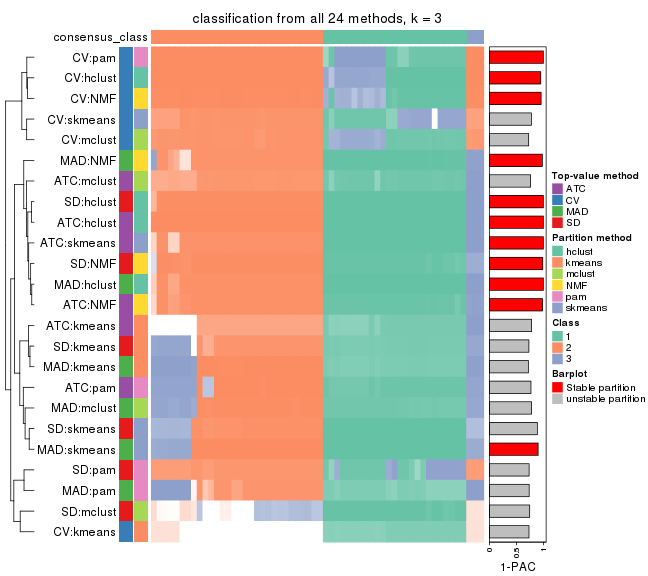 classification from all 24 methods, k = 3
consensus_class
CV:pam
CV:hclust
CV:NMF
CV:skmeans
CV:mclust
MAD:NMF
ATC:mclust
SD:hclust
ATC:hclust
ATC:skmeans
SD:NMF
MAD:hclust
ATC:NMF
ATC:kmeans
SD:kmeans
MAD:kmeans
ATC:pam
MAD:mclust
SD:skmeans
MAD:skmeans
SD:pam
MAD:pam
SD:mclust
CV:kmeans
0
0.5
1
1-PAC
Top-value method
ATC
CV
MAD
SD
Partition method
hclust
kmeans
mclust
NMF
pam
skmeans
Class
1
2
3
Barplot
Stable partition
unstable partition